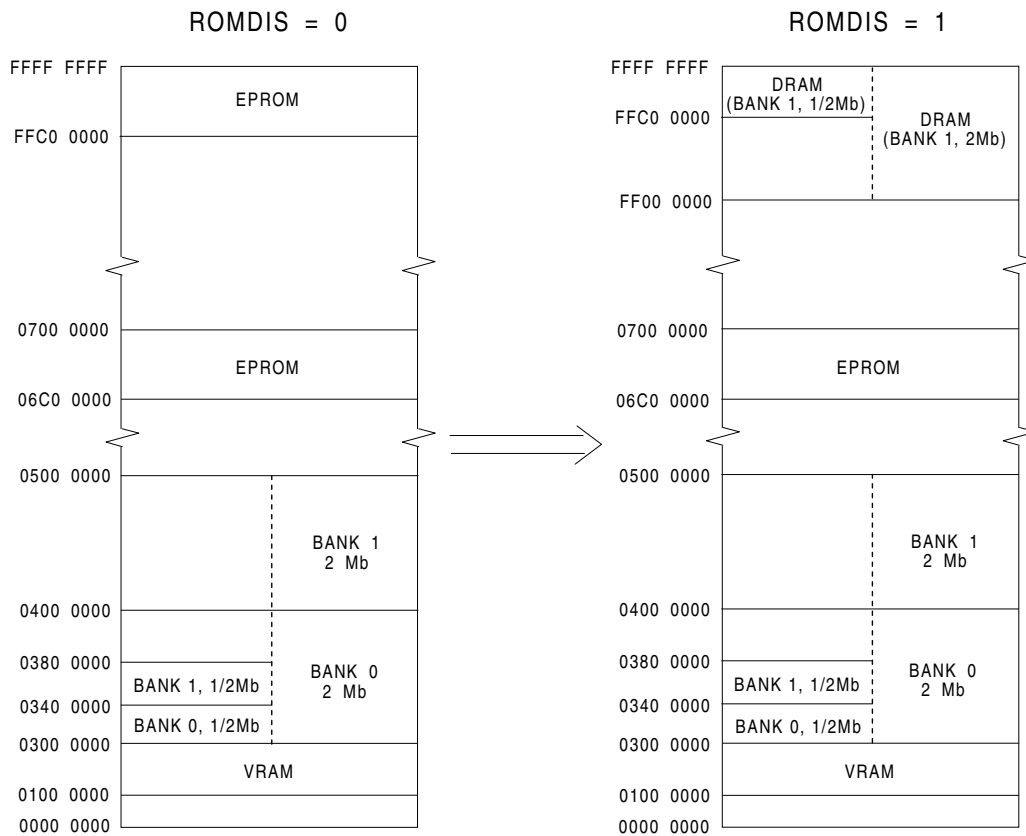 ROMDIS = 0
FFFF FFFF
EPROM
FFC0 0000
0700 0000
EPROM
06C0 0000
0500 0000
BANK 1
2 Mb
0400 0000
0380 0000
BANK 0
2 Mb
BANK 1, 1/2Mb
0340 0000
BANK 0, 1/2Mb
0300 0000
VRAM
0100 0000
0000 0000
ROMDIS = 1
FFFF FFFF
DRAM
(BANK 1, 1/2Mb)
FFC0 0000
DRAM
(BANK 1, 2Mb)
FF00 0000
0700 0000
EPROM
06C0 0000
0500 0000
BANK 1
2 Mb
0400 0000
0380 0000
BANK 0
2 Mb
BANK 1, 1/2Mb
0340 0000
BANK 0, 1/2Mb
0300 0000
VRAM
0100 0000
0000 0000